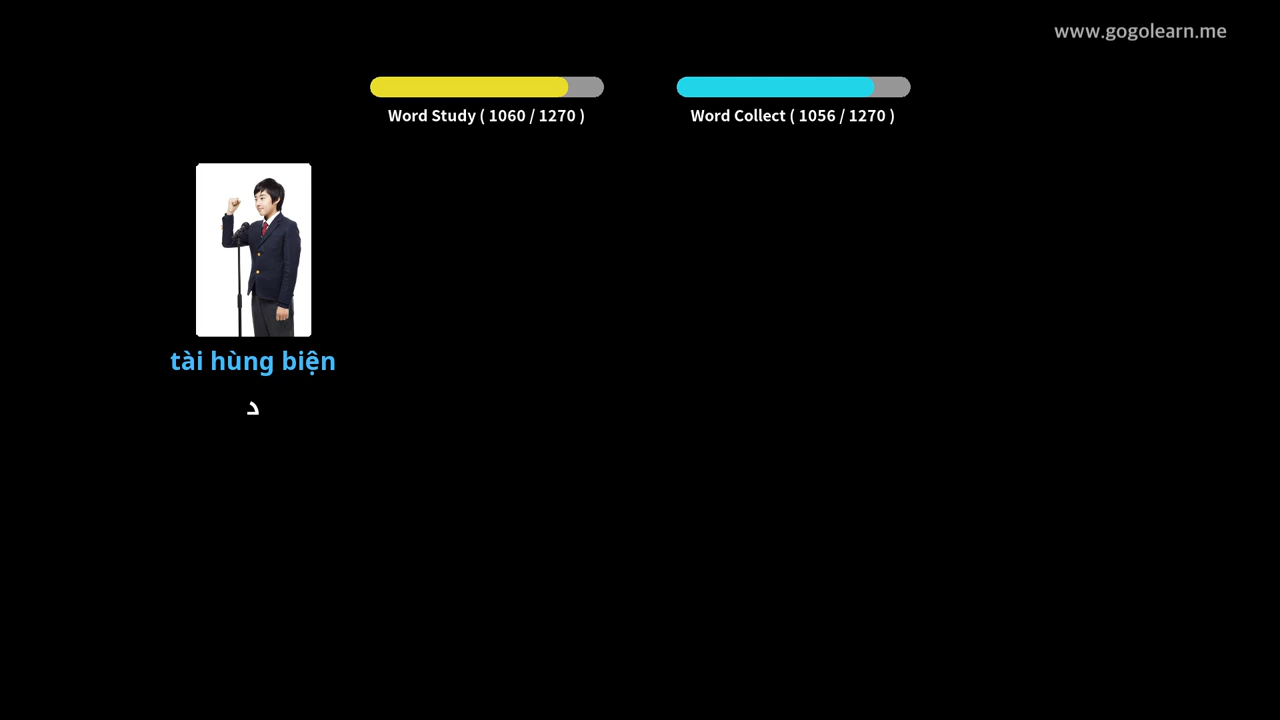 www.gogolearn.me
Word Study ( 1060 / 1270 )
Word Collect ( 1056 / 1270 )
tài hùng biện
د